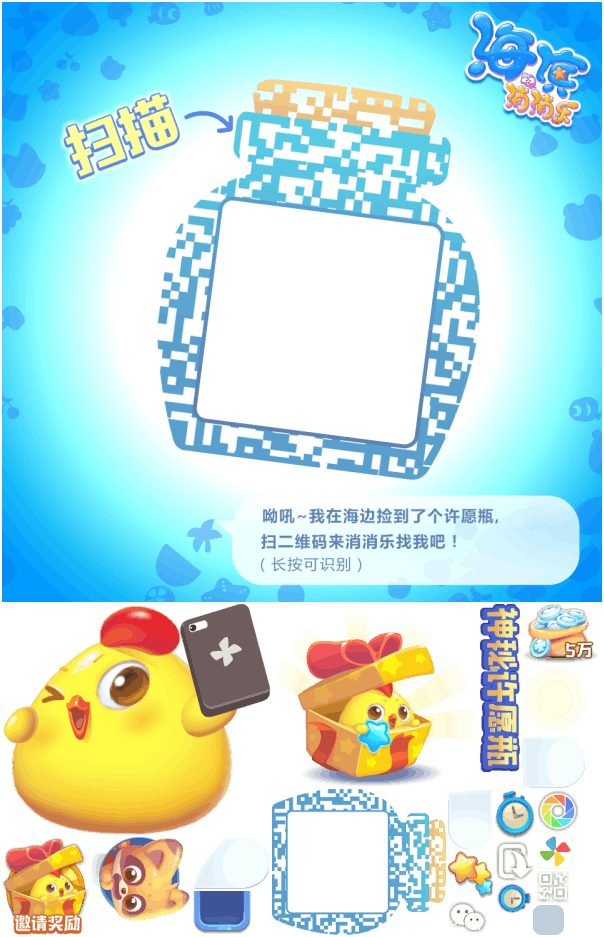 海滨
消消乐
扫描
呦吼~我在海边捡到了个许愿瓶,
扫二维码来消消乐找我吧！
(长按可识别)
神秘许愿瓶
5万
邀请奖励